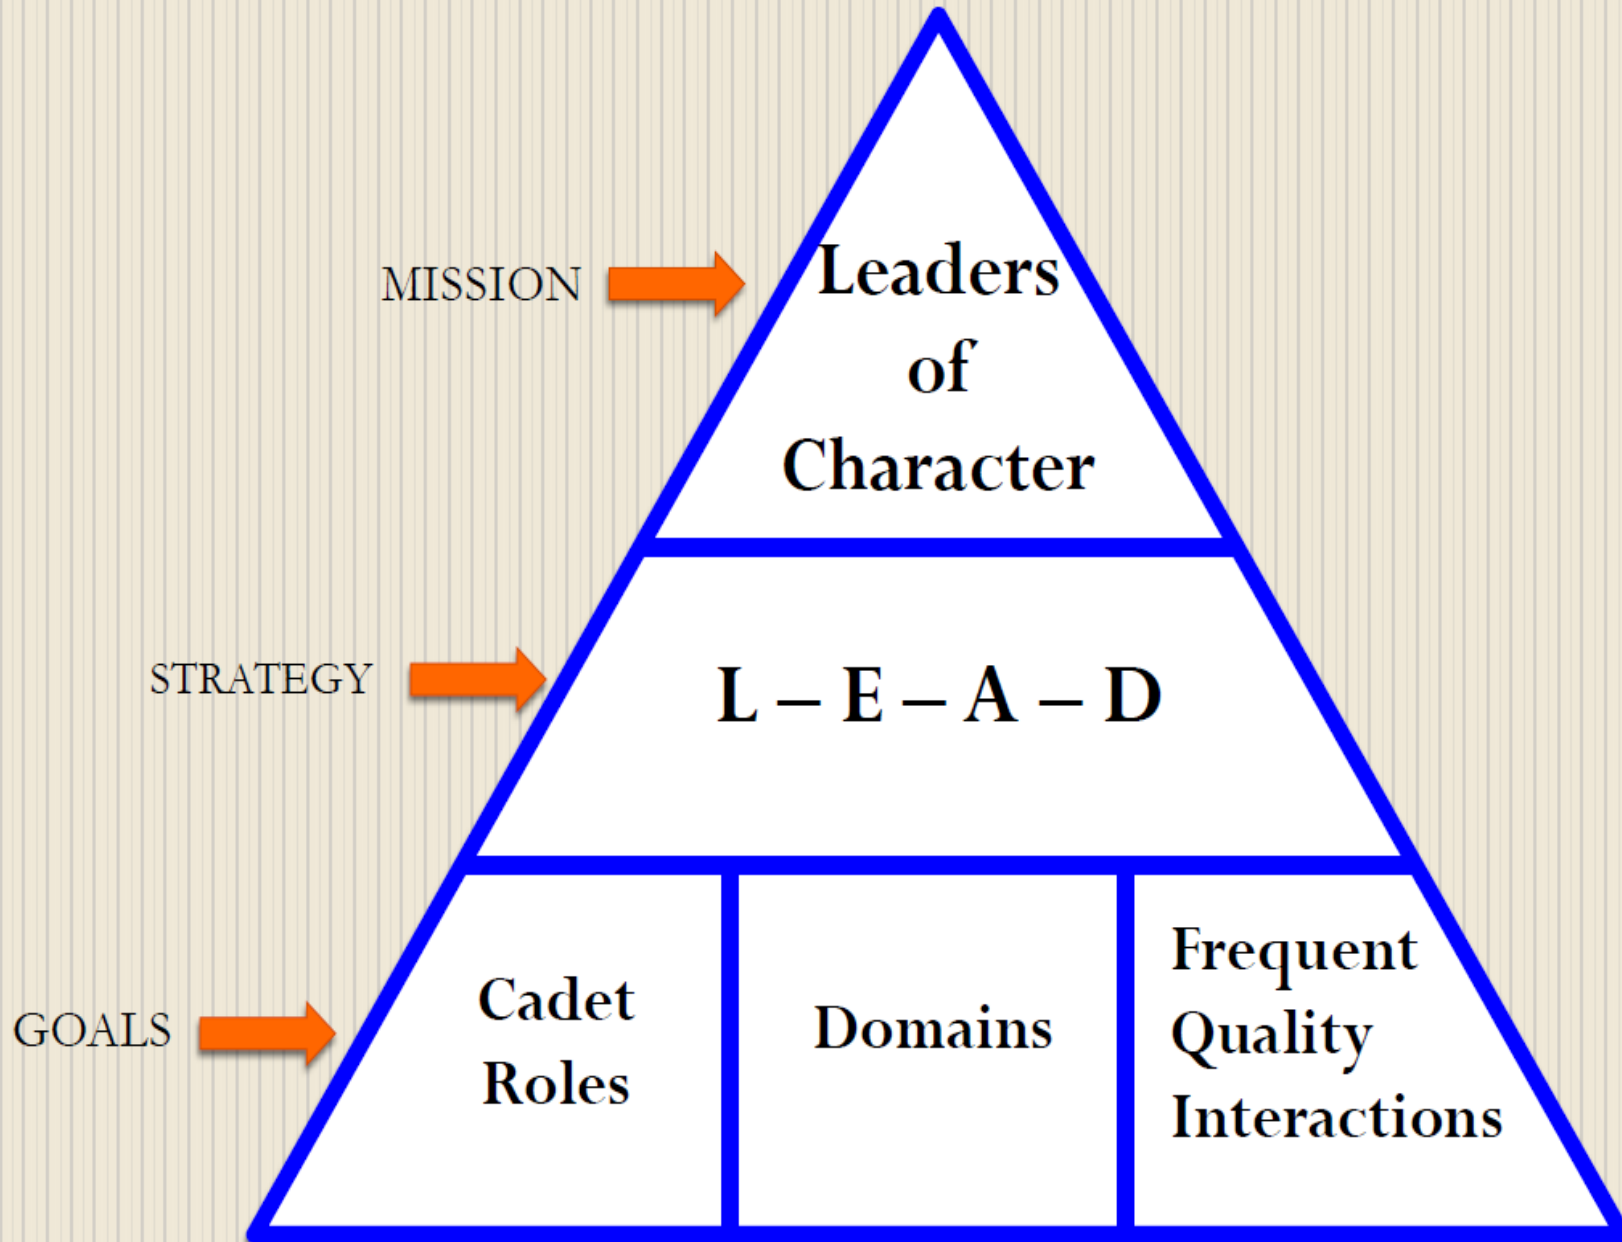 MISSION
Leaders
of
Character
STRATEGY
L – E – A – D
GOALS
Cadet
Roles
Domains
Frequent
Quality
Interactions